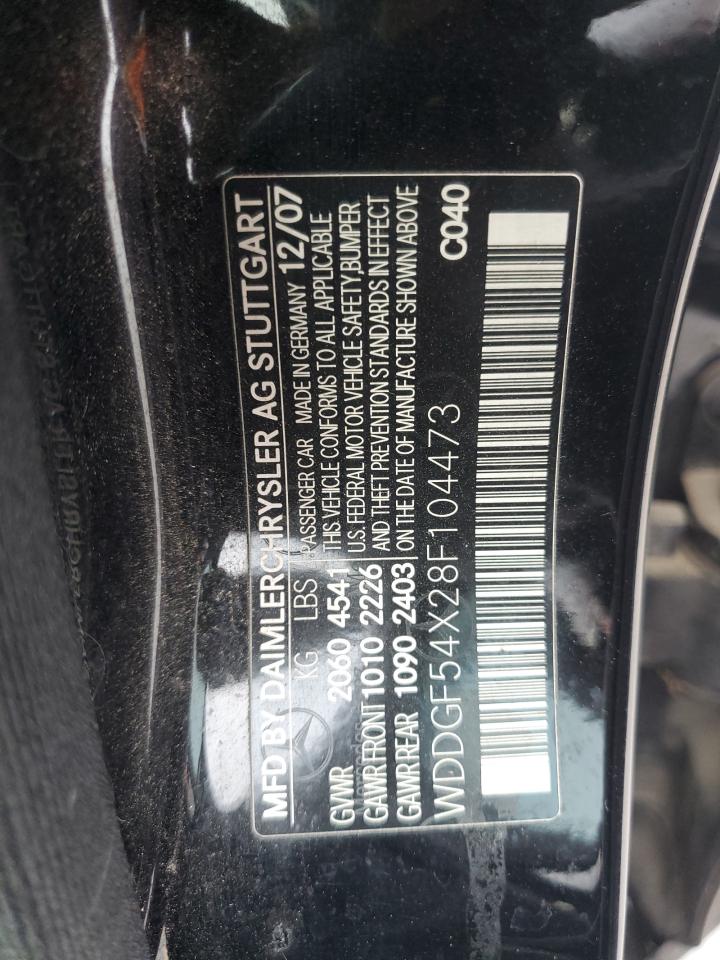 MFD BY DAIMLERCHRYSLER AG STUTTGART
KG LBS PASSENGER CAR MADE IN GERMANY 12/07
GVWR 2060 4541 THIS VEHICLE CONFORMS TO ALL APPLICABLE
U.S. FEDERAL MOTOR VEHICLE SAFETY,BUMPER
GAWR FRONT 1010 2226 AND THEFT PREVENTION STANDARDS IN EFFECT
GAWR REAR 1090 2403 ON THE DATE OF MANUFACTURE SHOWN ABOVE
WDDGF54X28F104473 C040